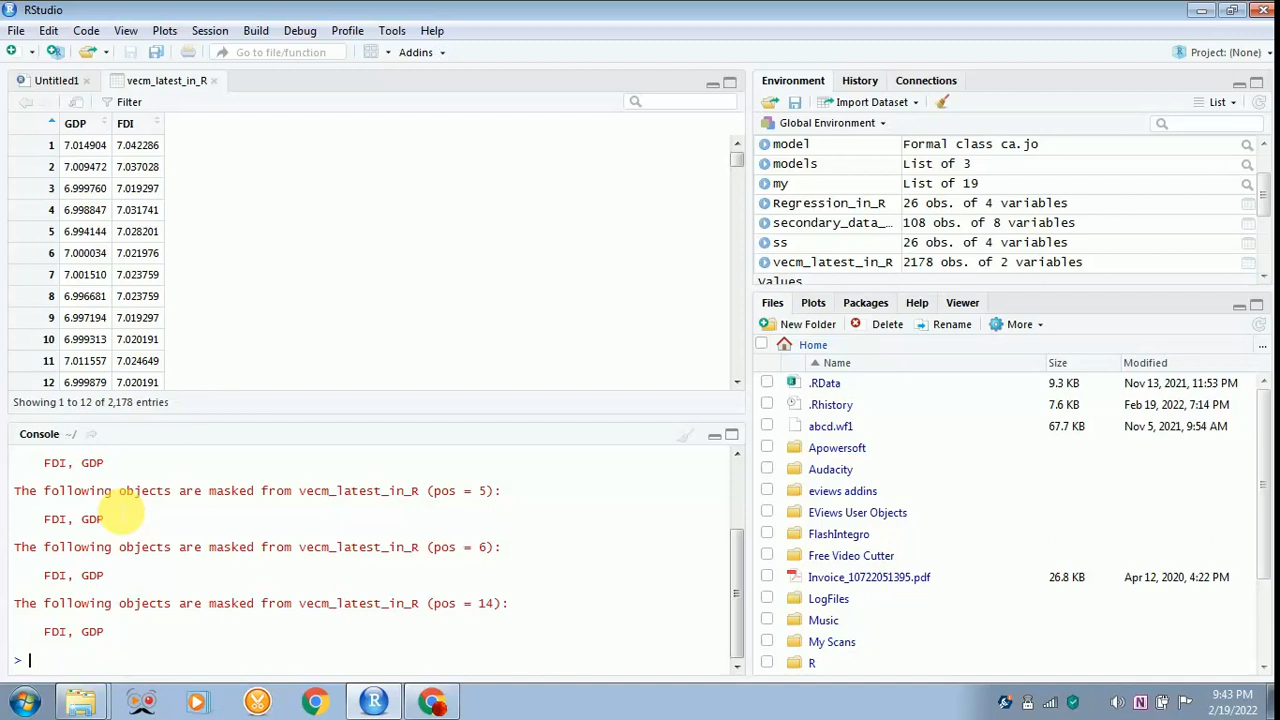 RStudio
File Edit Code View Plots Session Build Debug Profile Tools Help
Go to file/function Addins Project: (None)
Untitled1 vecm_latest_in_R
Filter
GDP FDI
1 7.014904 7.042286
2 7.009472 7.037028
3 6.999760 7.019297
4 6.998847 7.031741
5 6.994144 7.028201
6 7.000034 7.021976
7 7.001510 7.023759
8 6.996681 7.023759
9 6.997194 7.019297
10 6.999313 7.020191
11 7.011557 7.024649
12 6.999879 7.020191
Showing 1 to 12 of 2,178 entries
Console ~/
FDI, GDP
The following objects are masked from vecm_latest_in_R (pos = 5):
FDI, GDP
The following objects are masked from vecm_latest_in_R (pos = 6):
FDI, GDP
The following objects are masked from vecm_latest_in_R (pos = 14):
FDI, GDP
>
Environment History Connections
Import Dataset List
Global Environment
model Formal class ca.jo
models List of 3
my List of 19
Regression_in_R 26 obs. of 4 variables
secondary_data_… 108 obs. of 8 variables
ss 26 obs. of 4 variables
vecm_latest_in_R 2178 obs. of 2 variables
Values
Files Plots Packages Help Viewer
New Folder Delete Rename More
Home ...
Name Size Modified
.RData 9.3 KB Nov 13, 2021, 11:53 PM
.Rhistory 7.6 KB Feb 19, 2022, 7:14 PM
abcd.wf1 67.7 KB Nov 5, 2021, 9:54 AM
Apowersoft
Audacity
eviews addins
EViews User Objects
FlashIntegro
Free Video Cutter
Invoice_10722051395.pdf 26.8 KB Apr 12, 2020, 4:22 PM
LogFiles
Music
My Scans
R
9:43 PM
2/19/2022